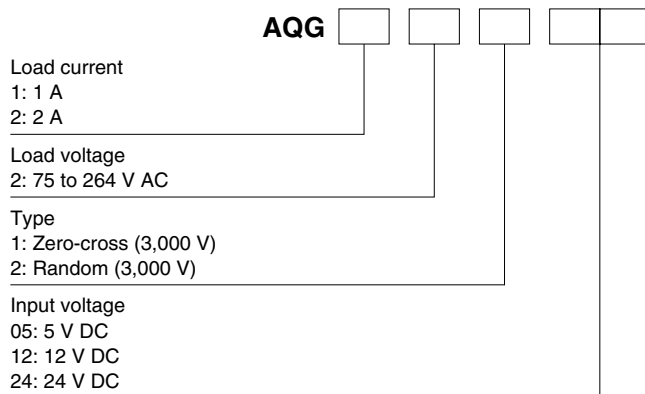 AQG
Load current
1: 1 A
2: 2 A
Load voltage
2: 75 to 264 V AC
Type
1: Zero-cross (3,000 V)
2: Random (3,000 V)
Input voltage
05: 5 V DC
12: 12 V DC
24: 24 V DC